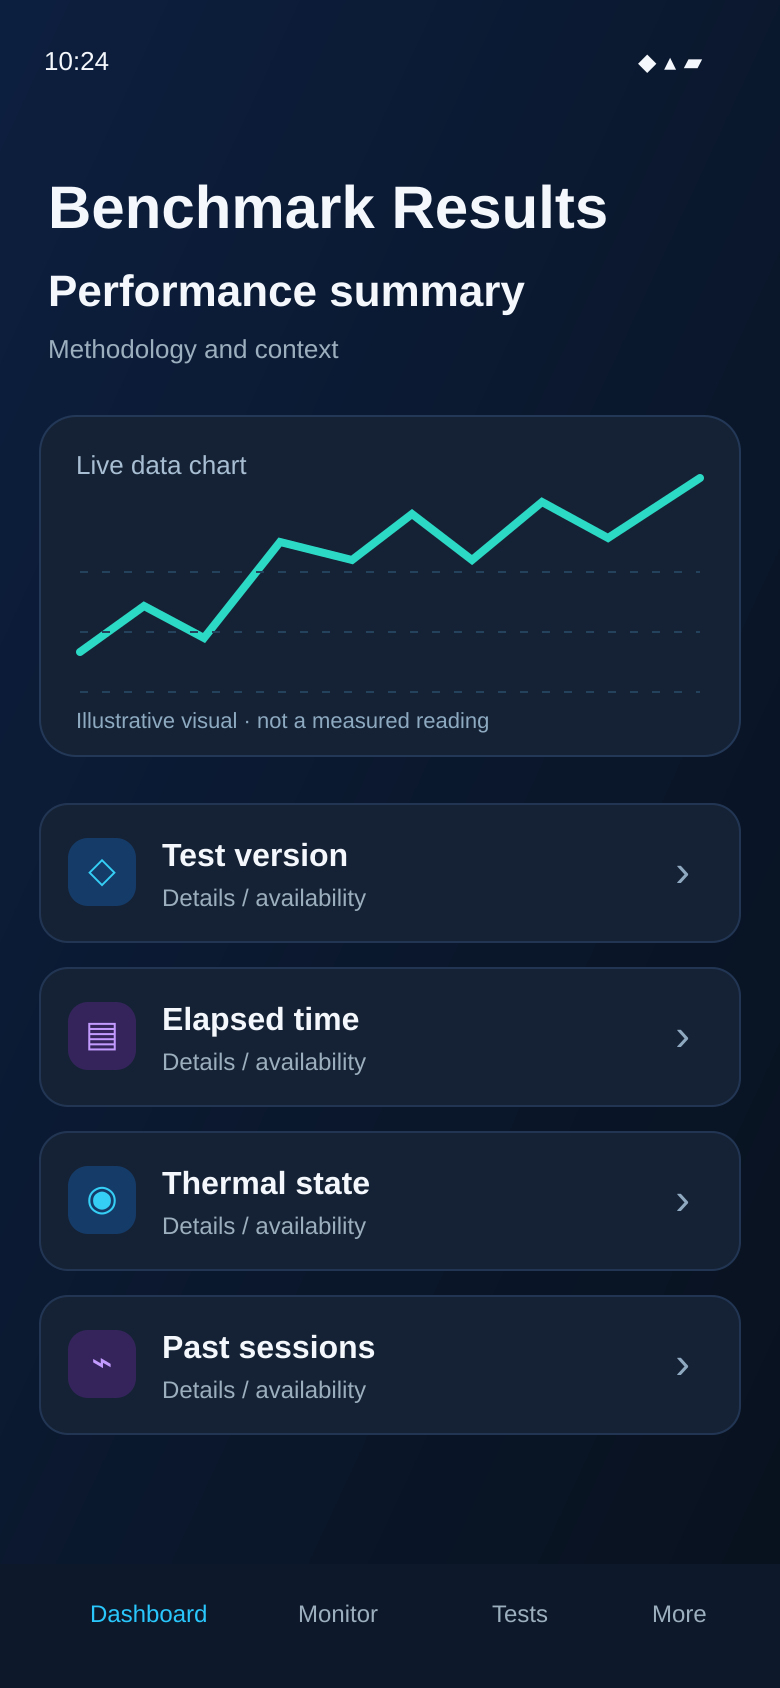 10:24
Benchmark Results
Performance summary
Methodology and context
Live data chart
Illustrative visual · not a measured reading
Test version
Details / availability
Elapsed time
Details / availability
Thermal state
Details / availability
Past sessions
Details / availability
Dashboard Monitor Tests More